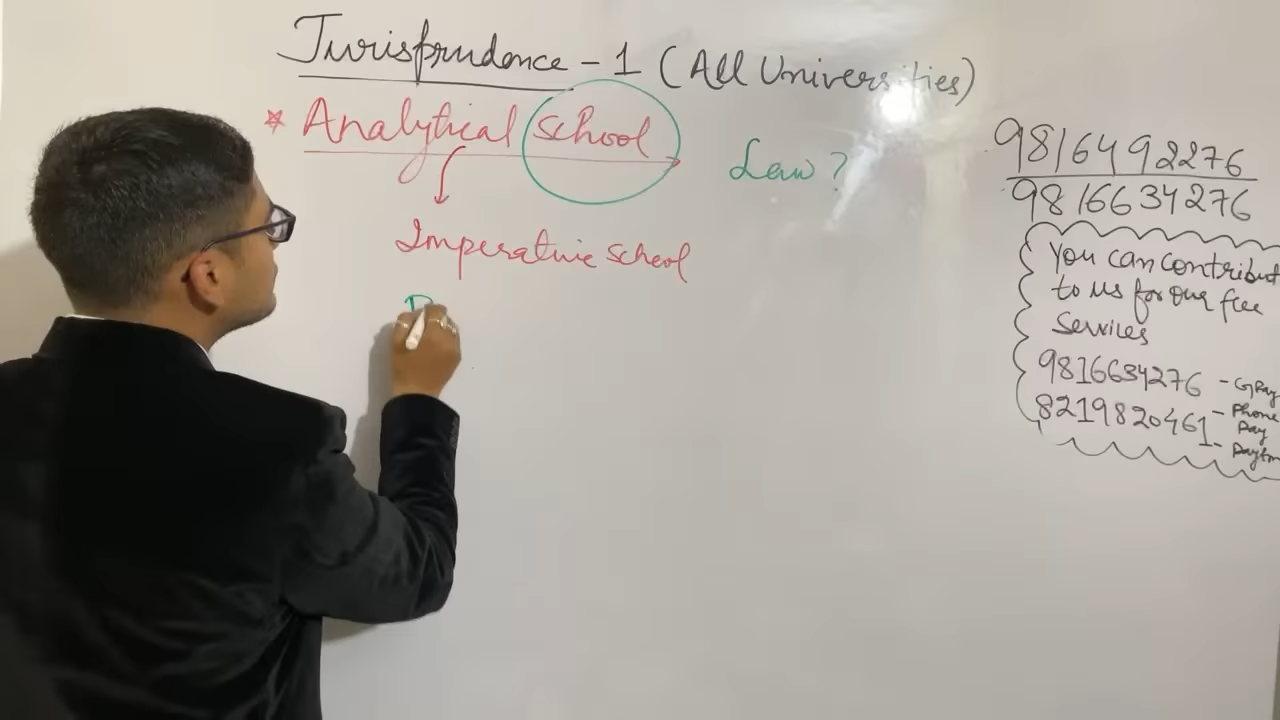 Jurisprudence - 1 (All Universities)
* Analytical School
Law ?
Imperative School
9816492276
9816634276
You can contribut
to us for our free
Services
9816634276 - GPay
8219820461 - Phone
Pay
- Paytm